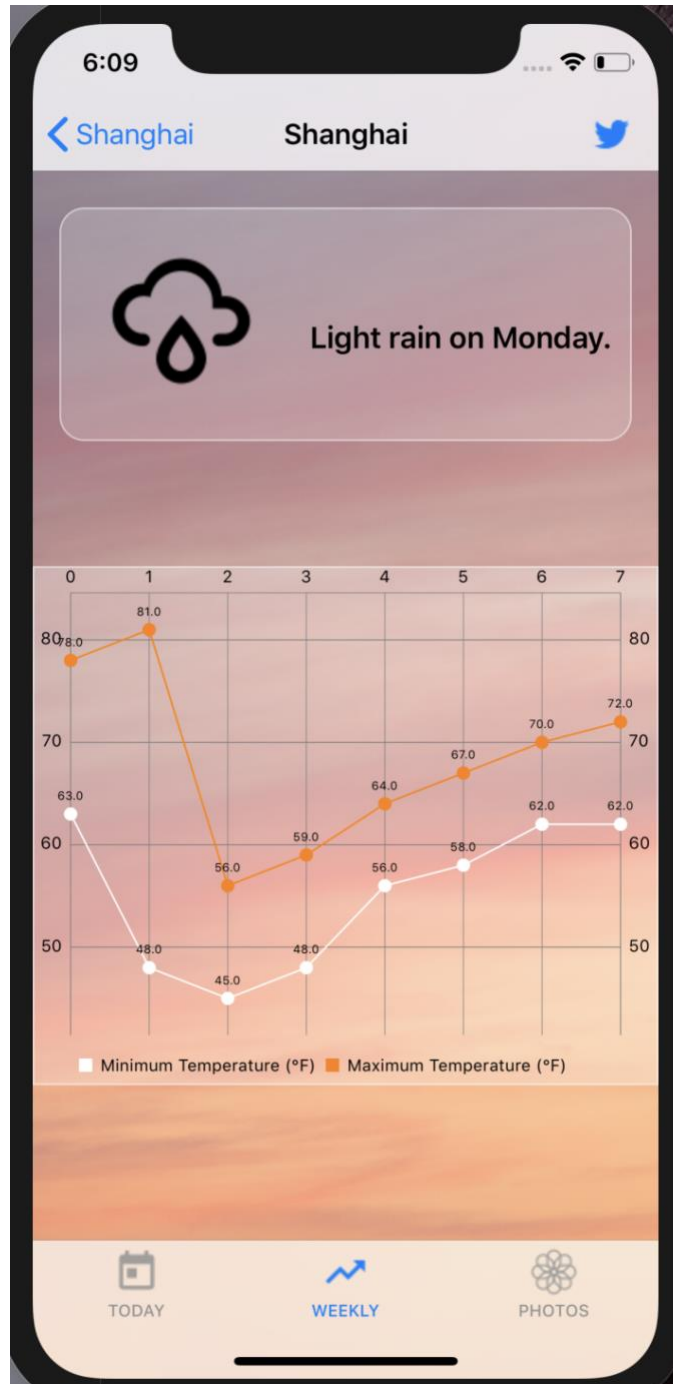 6:09
Shanghai Shanghai
Light rain on Monday.
0 1 2 3 4 5 6 7
81.0
80 78.0 80
72.0
70.0
70 70
67.0
64.0
63.0 62.0 62.0
60 59.0 58.0 60
56.0 56.0
50 48.0 48.0 50
45.0
Minimum Temperature (°F) Maximum Temperature (°F)
TODAY WEEKLY PHOTOS